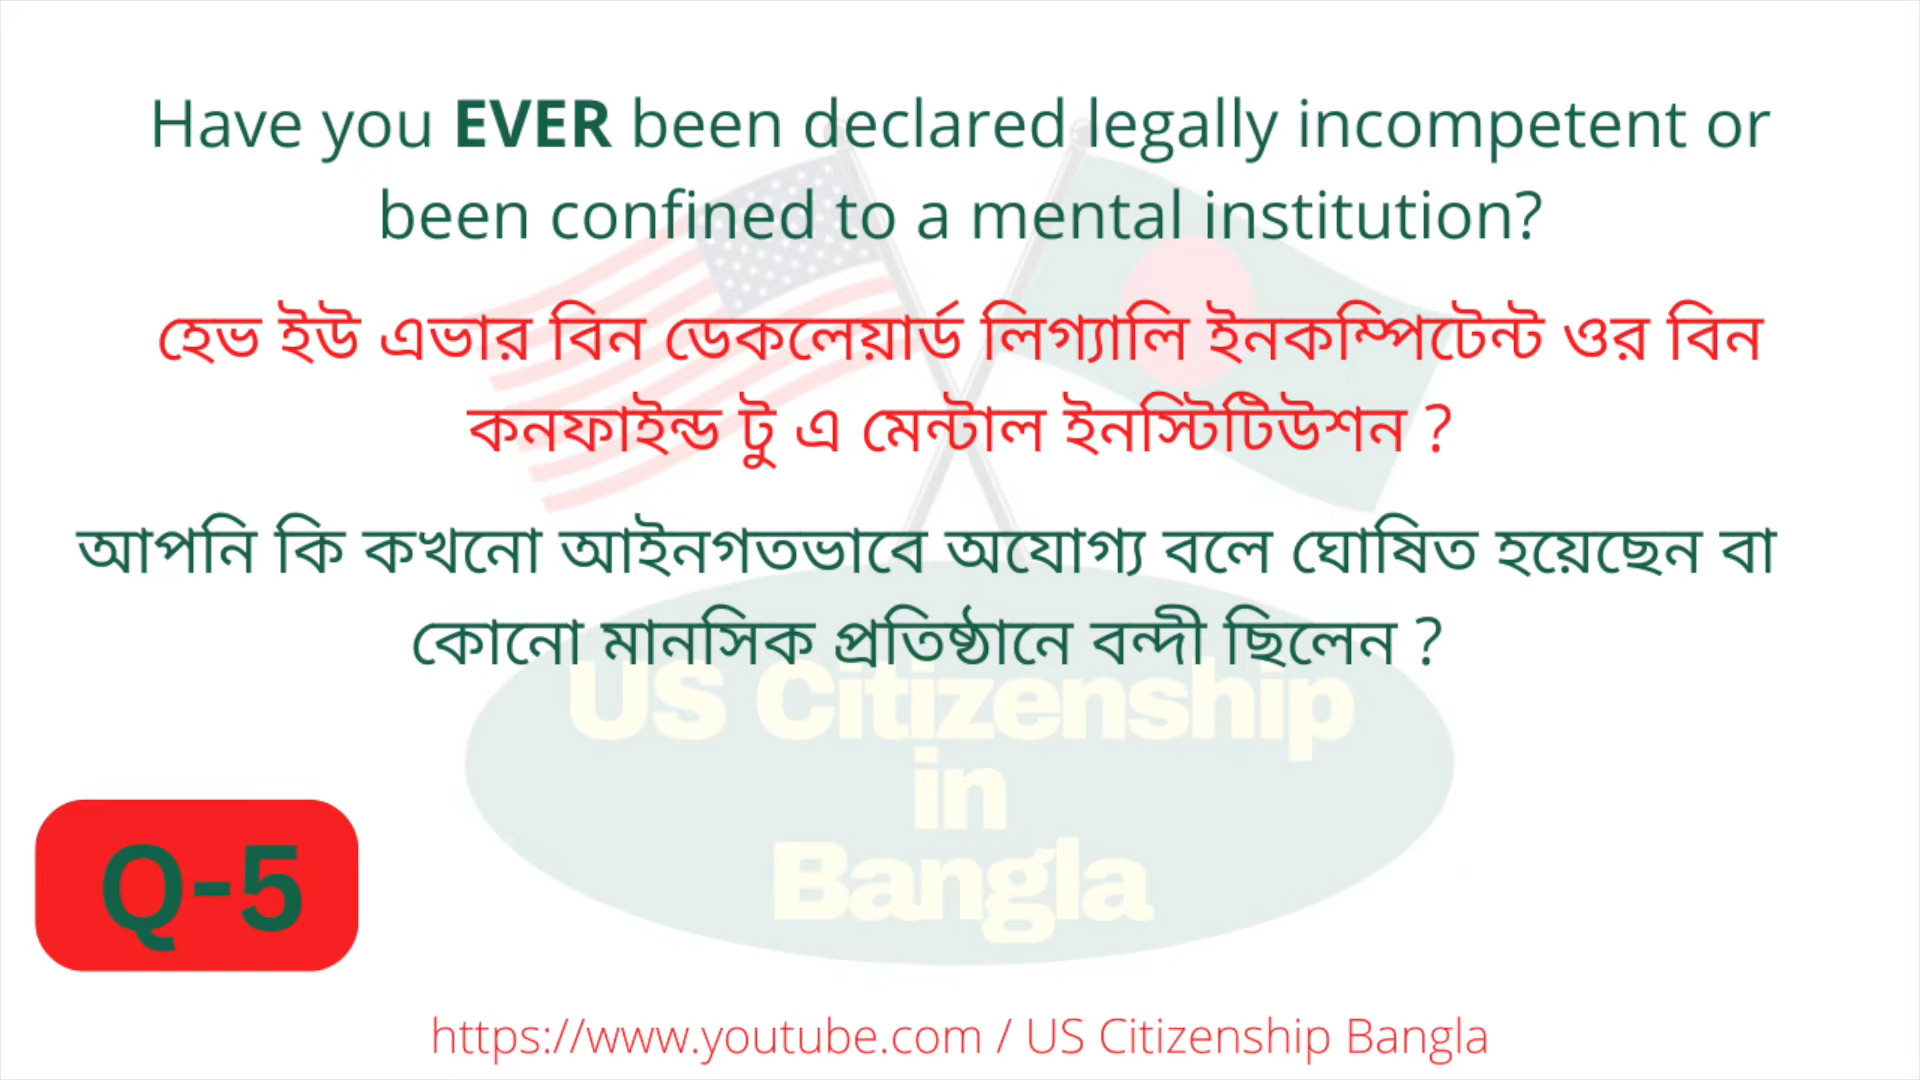 Have you EVER been declared legally incompetent or
been confined to a mental institution?
হেভ ইউ এভার বিন ডেকলেয়ার্ড লিগ্যালি ইনকম্পিটেন্ট ওর বিন
কনফাইন্ড টু এ মেন্টাল ইনস্টিটিউশন ?
আপনি কি কখনো আইনগতভাবে অযোগ্য বলে ঘোষিত হয়েছেন বা
কোনো মানসিক প্রতিষ্ঠানে বন্দী ছিলেন ?
US Citizenship
in
Bangla
Q-5
https://www.youtube.com / US Citizenship Bangla